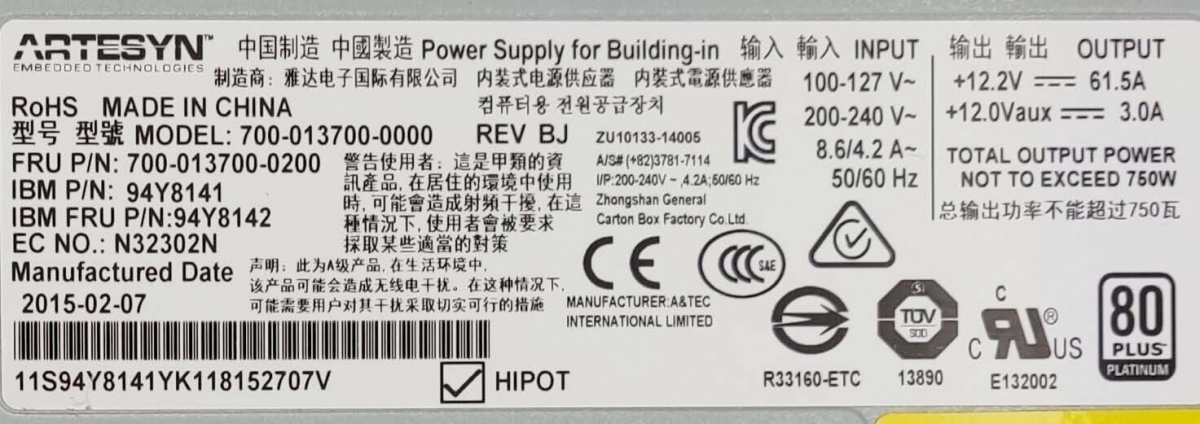 ARTESYN™
EMBEDDED TECHNOLOGIES
中国制造 中國製造 Power Supply for Building-in
制造商：雅达电子国际有限公司 内装式电源供应器 内裝式電源供應器
컴퓨터용 전원공급장치
RoHS MADE IN CHINA
型号 型號 MODEL: 700-013700-0000 REV BJ
FRU P/N: 700-013700-0200
IBM P/N: 94Y8141
IBM FRU P/N:94Y8142
EC NO.: N32302N
Manufactured Date
2015-02-07
警告使用者：這是甲類的資
訊產品, 在居住的環境中使用
時, 可能會造成射頻干擾, 在這
種情況下, 使用者會被要求
採取某些適當的對策
声明：此为A级产品, 在生活环境中,
该产品可能会造成无线电干扰。在这种情况下,
可能需要用户对其干扰采取切实可行的措施
ZU10133-14005
A/S# (+82)3781-7114
I/P:200-240V ~ ,4.2A;50/60 Hz
Zhongshan General
Carton Box Factory Co.Ltd.
输入 輸入 INPUT
100-127 V~
200-240 V~
8.6/4.2 A~
50/60 Hz
输出 輸出 OUTPUT
+12.2V 61.5A
+12.0Vaux 3.0A
TOTAL OUTPUT POWER
NOT TO EXCEED 750W
总输出功率不能超过750瓦
CE
CCC S&E
MANUFACTURER:A&TEC
INTERNATIONAL LIMITED
R33160-ETC
TÜV
13890
C RU® US
C
E132002
80
PLUS
PLATINUM
11S94Y8141YK118152707V
HIPOT